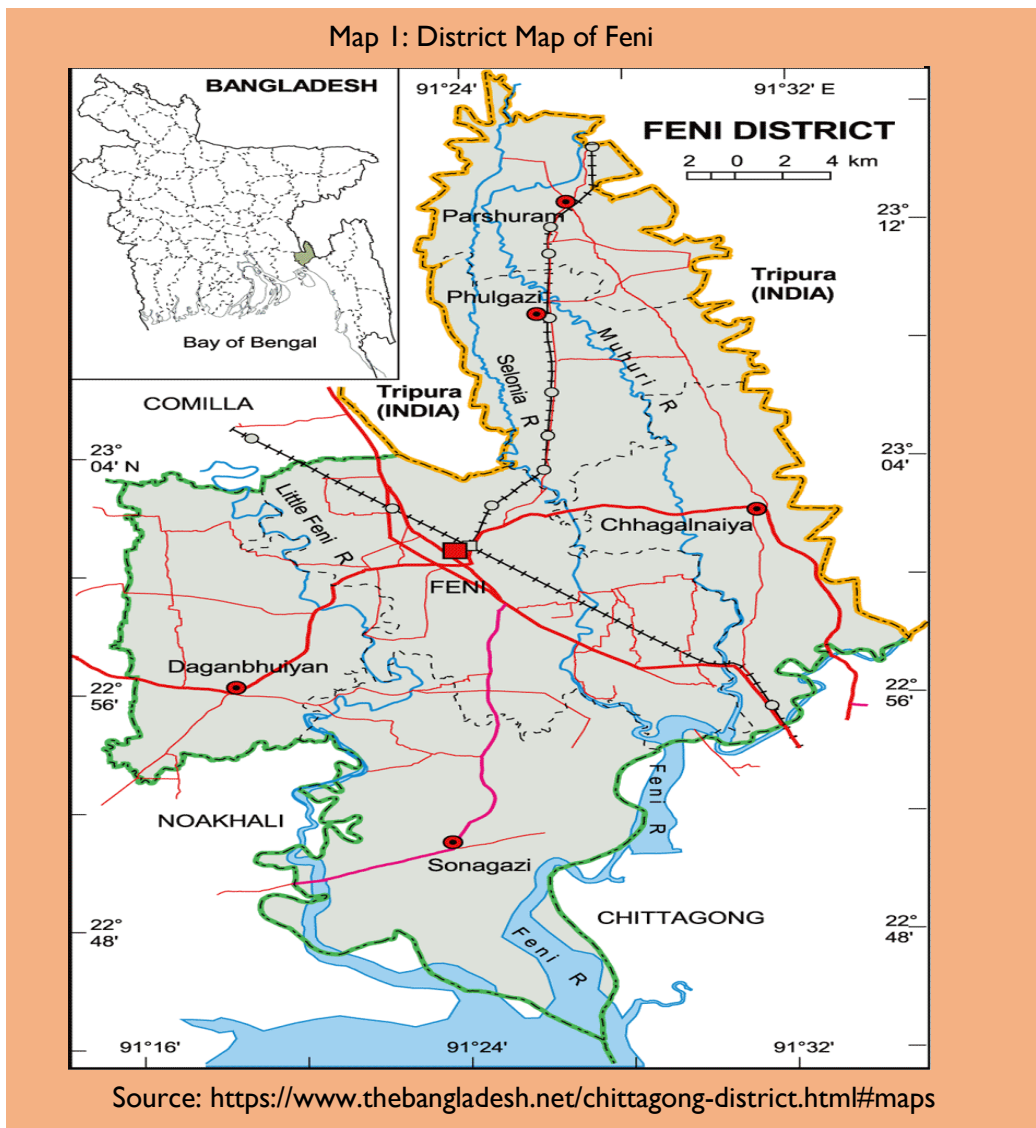 Map 1: District Map of Feni
BANGLADESH
Bay of Bengal
91°24'
91°32' E
FENI DISTRICT
2 0 2 4 km
23°
12'
Parshuram
Tripura
(INDIA)
Phulgazi
Muhuri R
Selonia R
Tripura
(INDIA)
COMILLA
23°
04' N
23°
04'
Little Feni R
Chhagalnaiya
FENI
Daganbhuiyan
22°
56'
22°
56'
Feni R
NOAKHALI
Sonagazi
CHITTAGONG
22°
48'
22°
48'
Feni R
91°16'
91°24'
91°32'
Source: https://www.thebangladesh.net/chittagong-district.html#maps